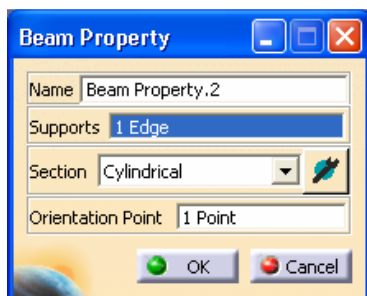 Beam Property
Name Beam Property.2
Supports 1 Edge
Section Cylindrical
Orientation Point 1 Point
OK Cancel